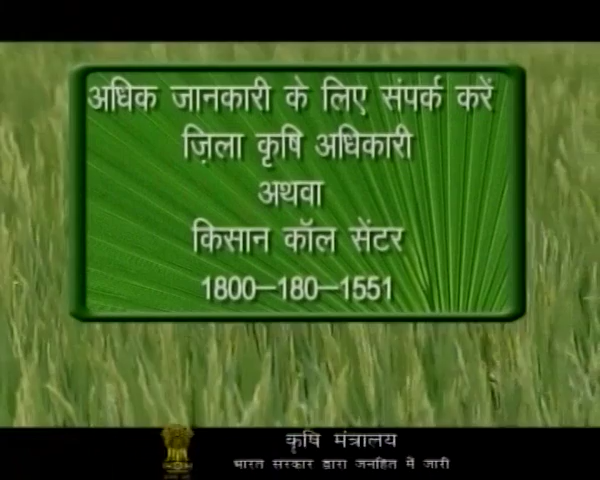 अधिक जानकारी के लिए संपर्क करें
ज़िला कृषि अधिकारी
अथवा
किसान कॉल सेंटर
1800–180–1551
कृषि मंत्रालय
भारत सरकार द्वारा जनहित में जारी